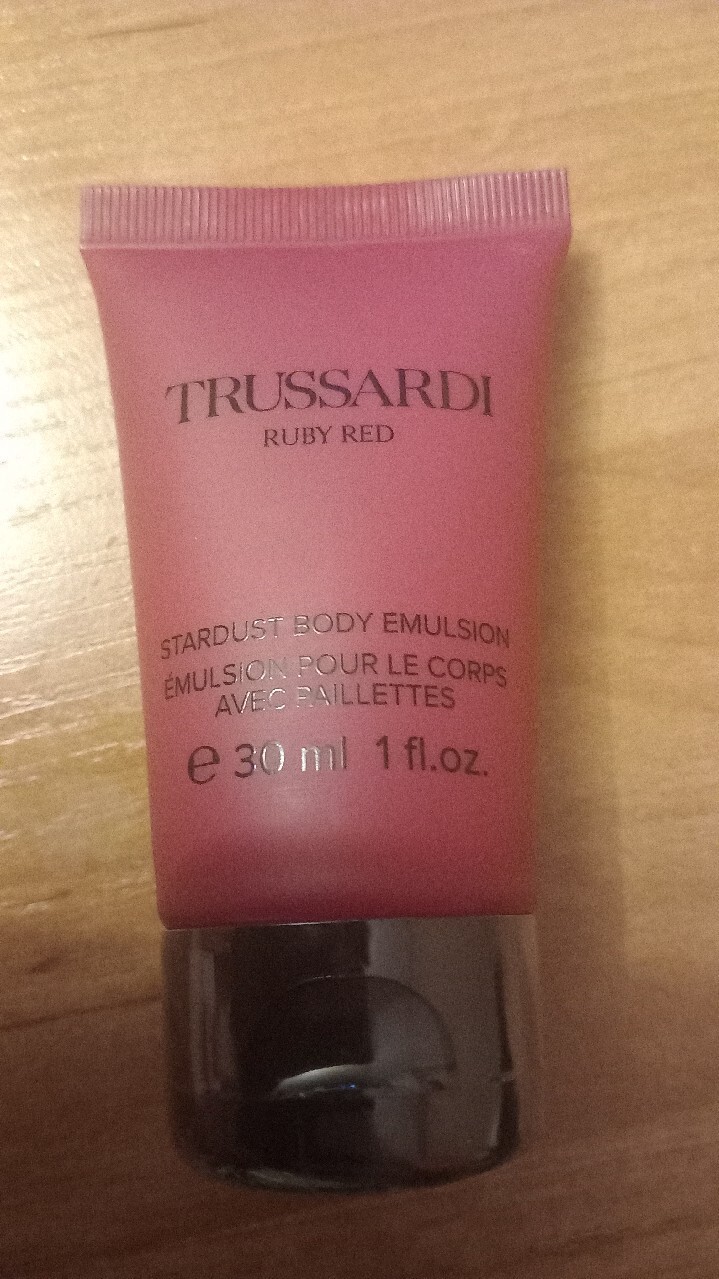 TRUSSARDI
RUBY RED
STARDUST BODY EMULSION
ÉMULSION POUR LE CORPS
AVEC PAILLETTES
e 30 ml 1 fl.oz.